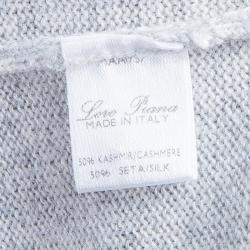 Loro Piana
MADE IN ITALY
50% KASHMIR/CASHMERE
50% SETA/SILK